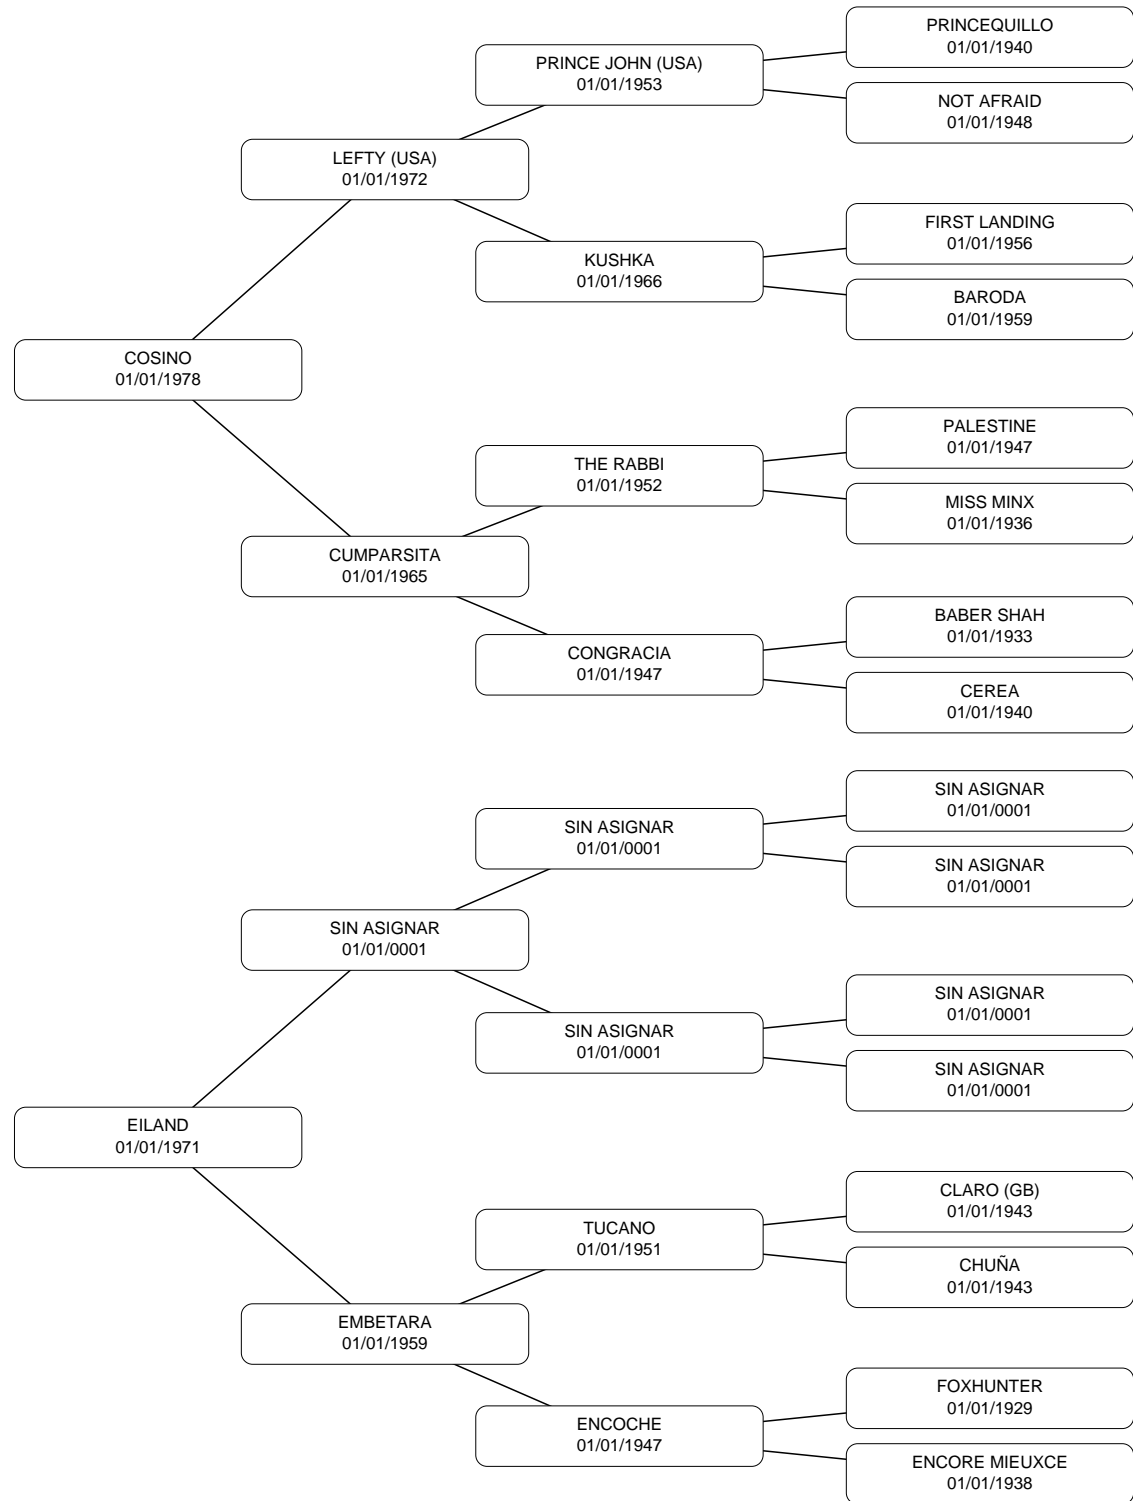 PRINCEQUILLO
01/01/1940
PRINCE JOHN (USA)
01/01/1953
NOT AFRAID
01/01/1948
LEFTY (USA)
01/01/1972
FIRST LANDING
01/01/1956
KUSHKA
01/01/1966
BARODA
01/01/1959
COSINO
01/01/1978
PALESTINE
01/01/1947
THE RABBI
01/01/1952
MISS MINX
01/01/1936
CUMPARSITA
01/01/1965
BABER SHAH
01/01/1933
CONGRACIA
01/01/1947
CEREA
01/01/1940
SIN ASIGNAR
01/01/0001
SIN ASIGNAR
01/01/0001
SIN ASIGNAR
01/01/0001
SIN ASIGNAR
01/01/0001
SIN ASIGNAR
01/01/0001
SIN ASIGNAR
01/01/0001
SIN ASIGNAR
01/01/0001
EILAND
01/01/1971
CLARO (GB)
01/01/1943
TUCANO
01/01/1951
CHUÑA
01/01/1943
EMBETARA
01/01/1959
FOXHUNTER
01/01/1929
ENCOCHE
01/01/1947
ENCORE MIEUXCE
01/01/1938